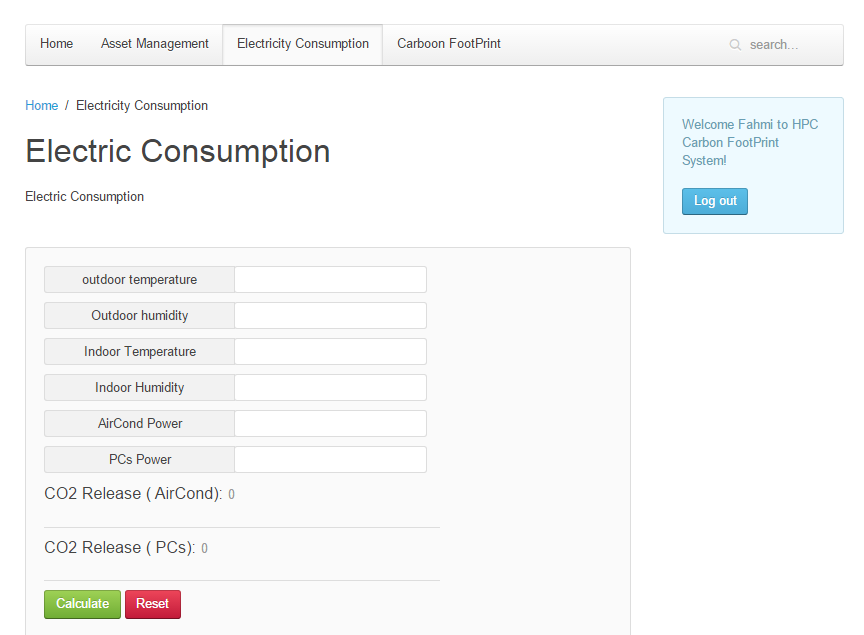 Home Asset Management Electricity Consumption Carboon FootPrint search...
Home / Electricity Consumption
Electric Consumption
Electric Consumption
Welcome Fahmi to HPC
Carbon FootPrint
System!
Log out
outdoor temperature
Outdoor humidity
Indoor Temperature
Indoor Humidity
AirCond Power
PCs Power
CO2 Release ( AirCond): 0
CO2 Release ( PCs): 0
Calculate Reset